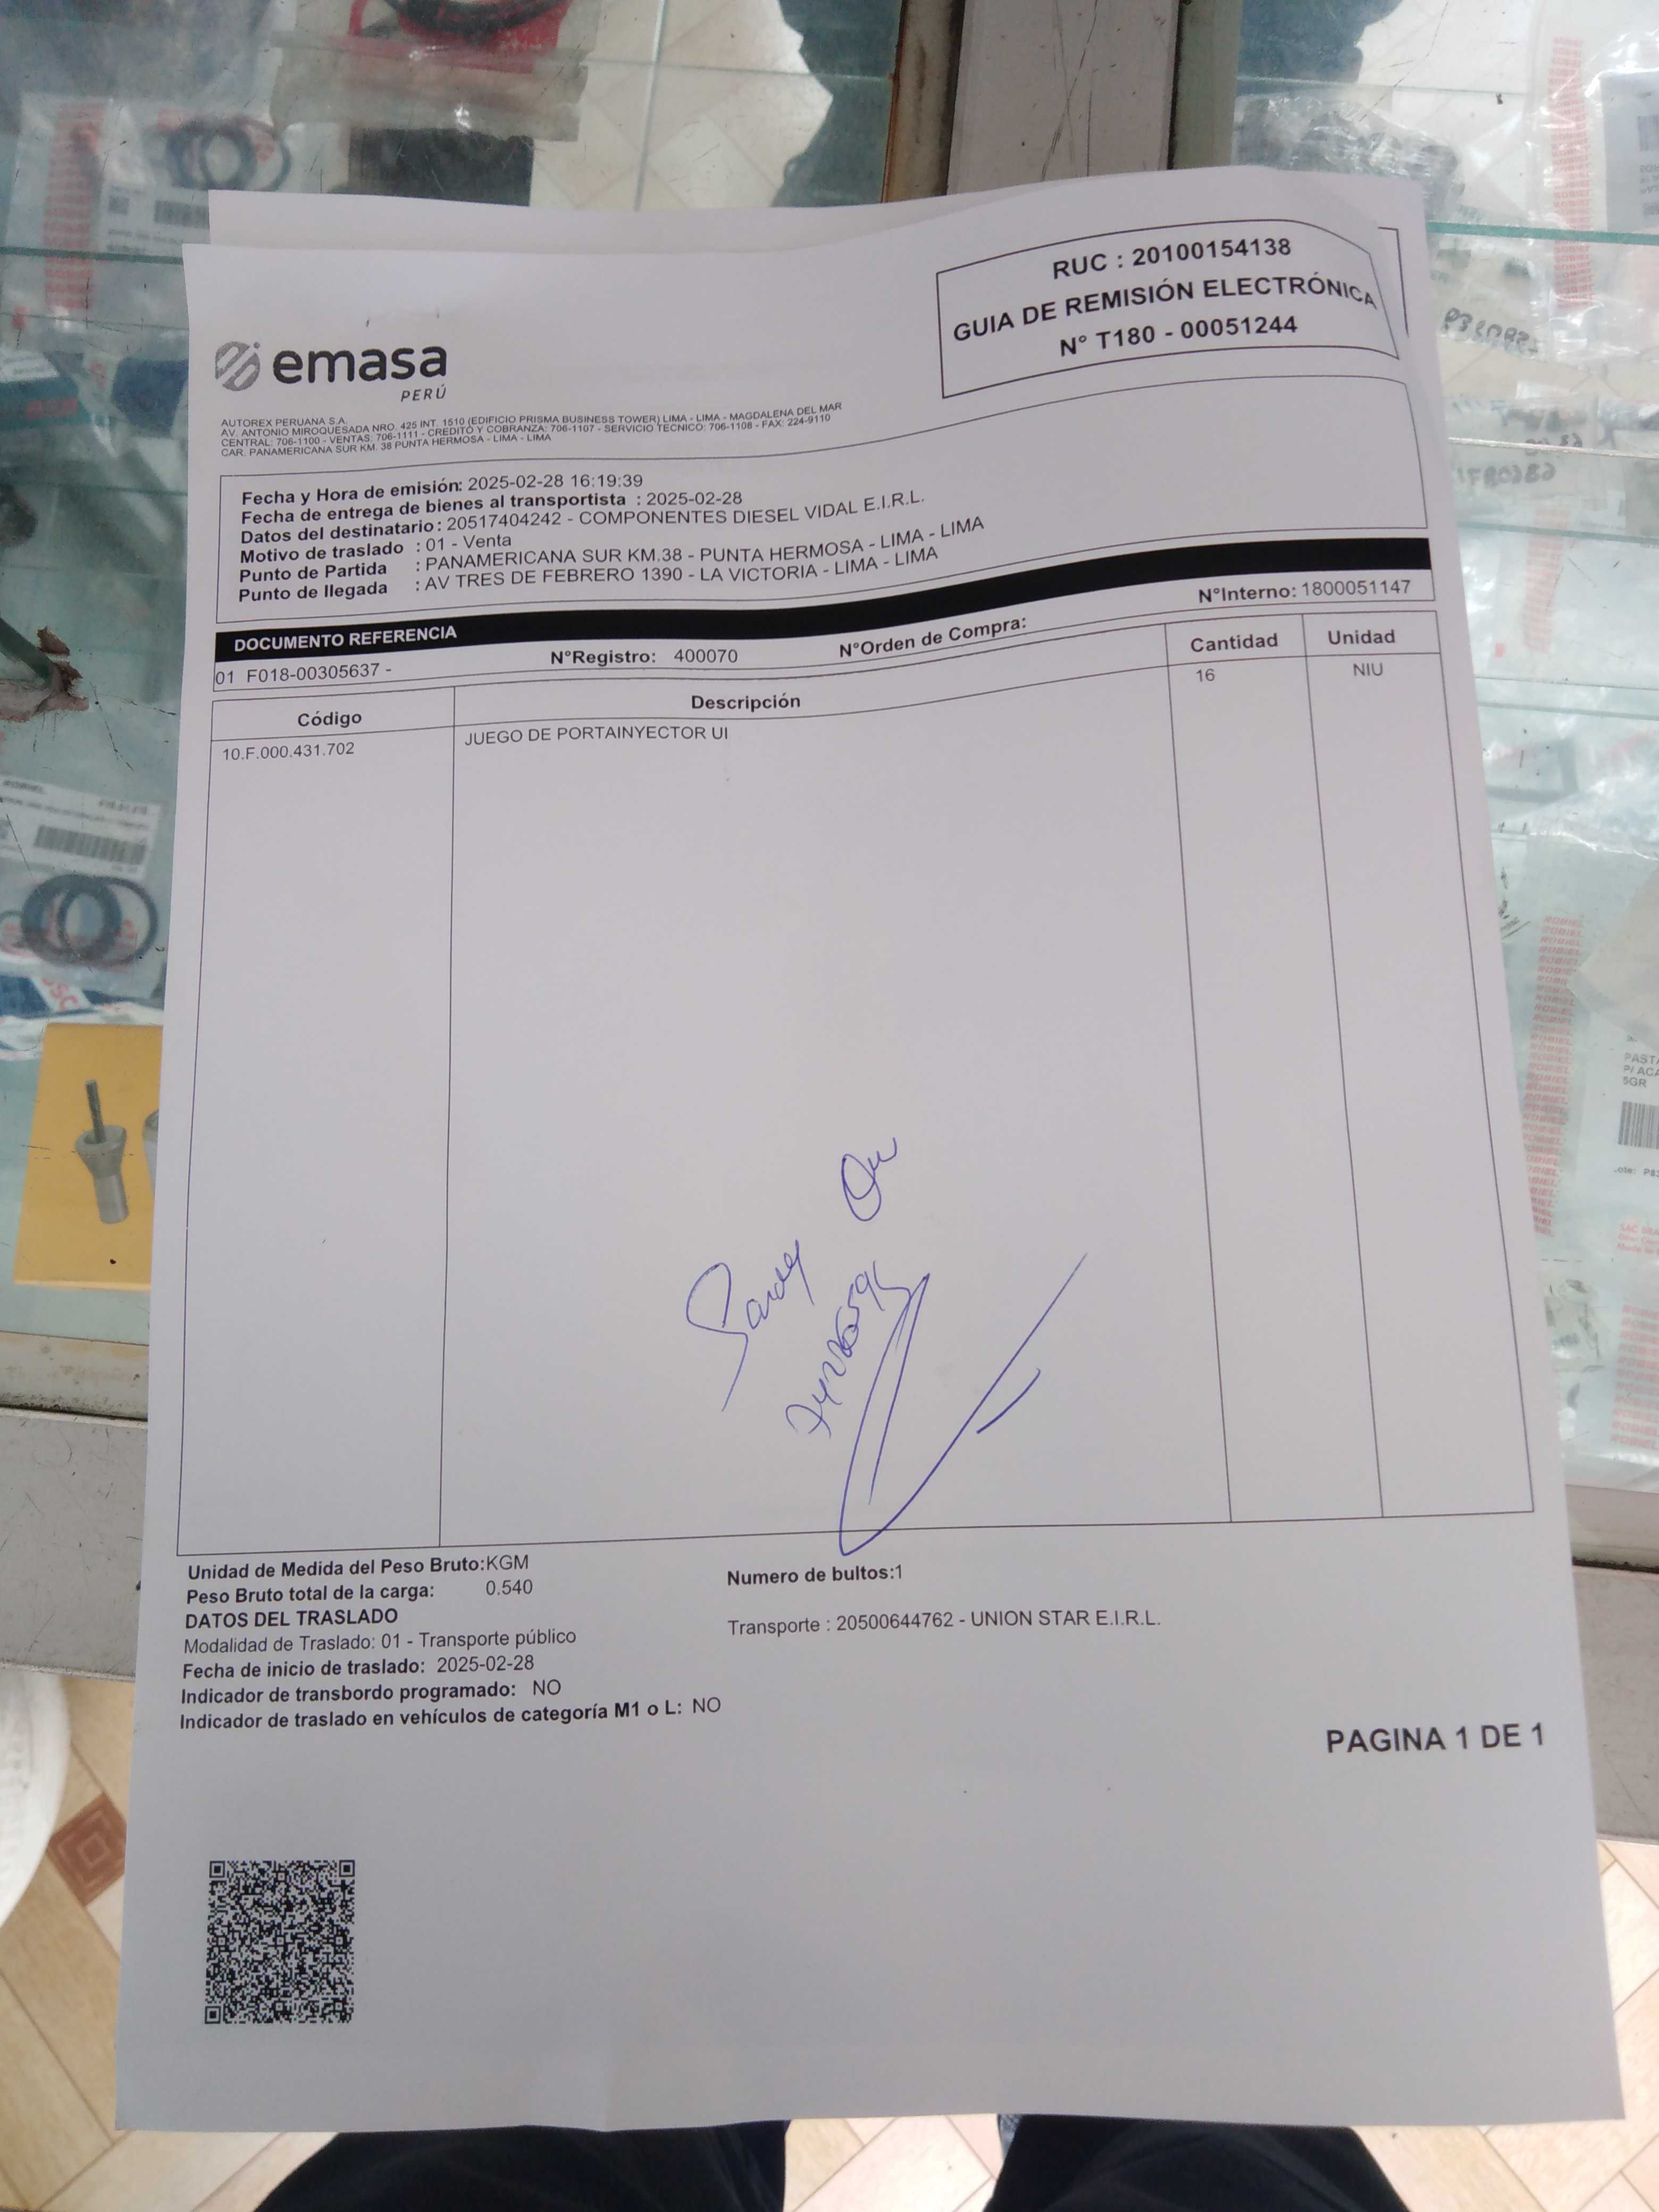 RUC : 20100154138
GUIA DE REMISIÓN ELECTRÓNICA
N° T180 - 00051244
emasa
PERÚ
AUTOREX PERUANA S.A.
AV. ANTONIO MIROQUESADA NRO. 425 INT. 1510 (EDIFICIO PRISMA BUSINESS TOWER) LIMA - LIMA - MAGDALENA DEL MAR
CENTRAL: 706-1100 - VENTAS: 706-1111 - CREDITO Y COBRANZA: 706-1107 - SERVICIO TECNICO: 706-1108 - FAX: 224-9110
CAR. PANAMERICANA SUR KM. 38 PUNTA HERMOSA - LIMA - LIMA
Fecha y Hora de emisión: 2025-02-28 16:19:39
Fecha de entrega de bienes al transportista : 2025-02-28
Datos del destinatario : 20517404242 - COMPONENTES DIESEL VIDAL E.I.R.L.
Motivo de traslado : 01 - Venta
Punto de Partida : PANAMERICANA SUR KM.38 - PUNTA HERMOSA - LIMA - LIMA
Punto de llegada : AV TRES DE FEBRERO 1390 - LA VICTORIA - LIMA - LIMA
DOCUMENTO REFERENCIA
01 F018-00305637 - N°Registro: 400070 N°Orden de Compra: N°Interno: 1800051147
Código Descripción Cantidad Unidad
10.F.000.431.702 JUEGO DE PORTAINYECTOR UI 16 NIU
Unidad de Medida del Peso Bruto:KGM
Peso Bruto total de la carga: 0.540
Numero de bultos:1
DATOS DEL TRASLADO
Modalidad de Traslado: 01 - Transporte público
Transporte : 20500644762 - UNION STAR E.I.R.L.
Fecha de inicio de traslado: 2025-02-28
Indicador de transbordo programado: NO
Indicador de traslado en vehículos de categoría M1 o L: NO
PAGINA 1 DE 1